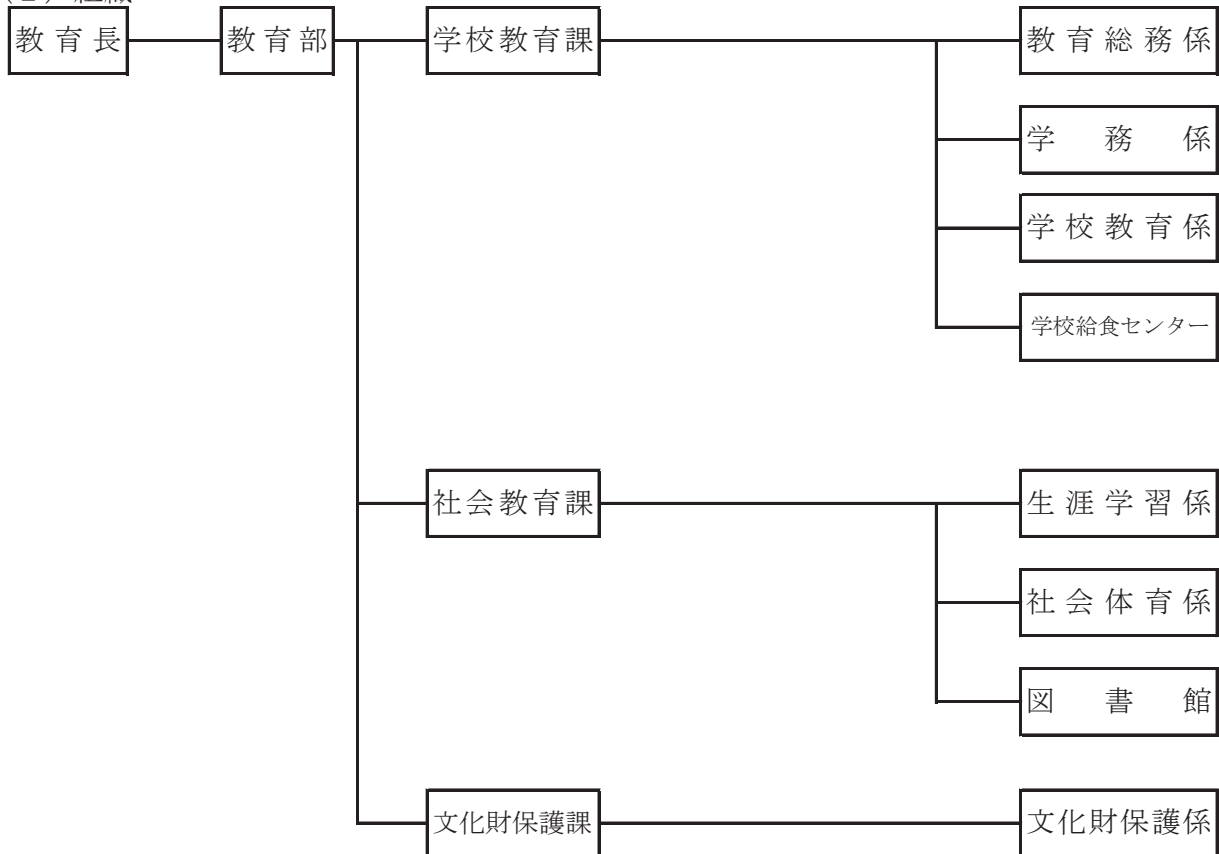 教育長 教育部 学校教育課 教育総務係
学務係
学校教育係
学校給食センター
社会教育課 生涯学習係
社会体育係
図書館
文化財保護課 文化財保護係